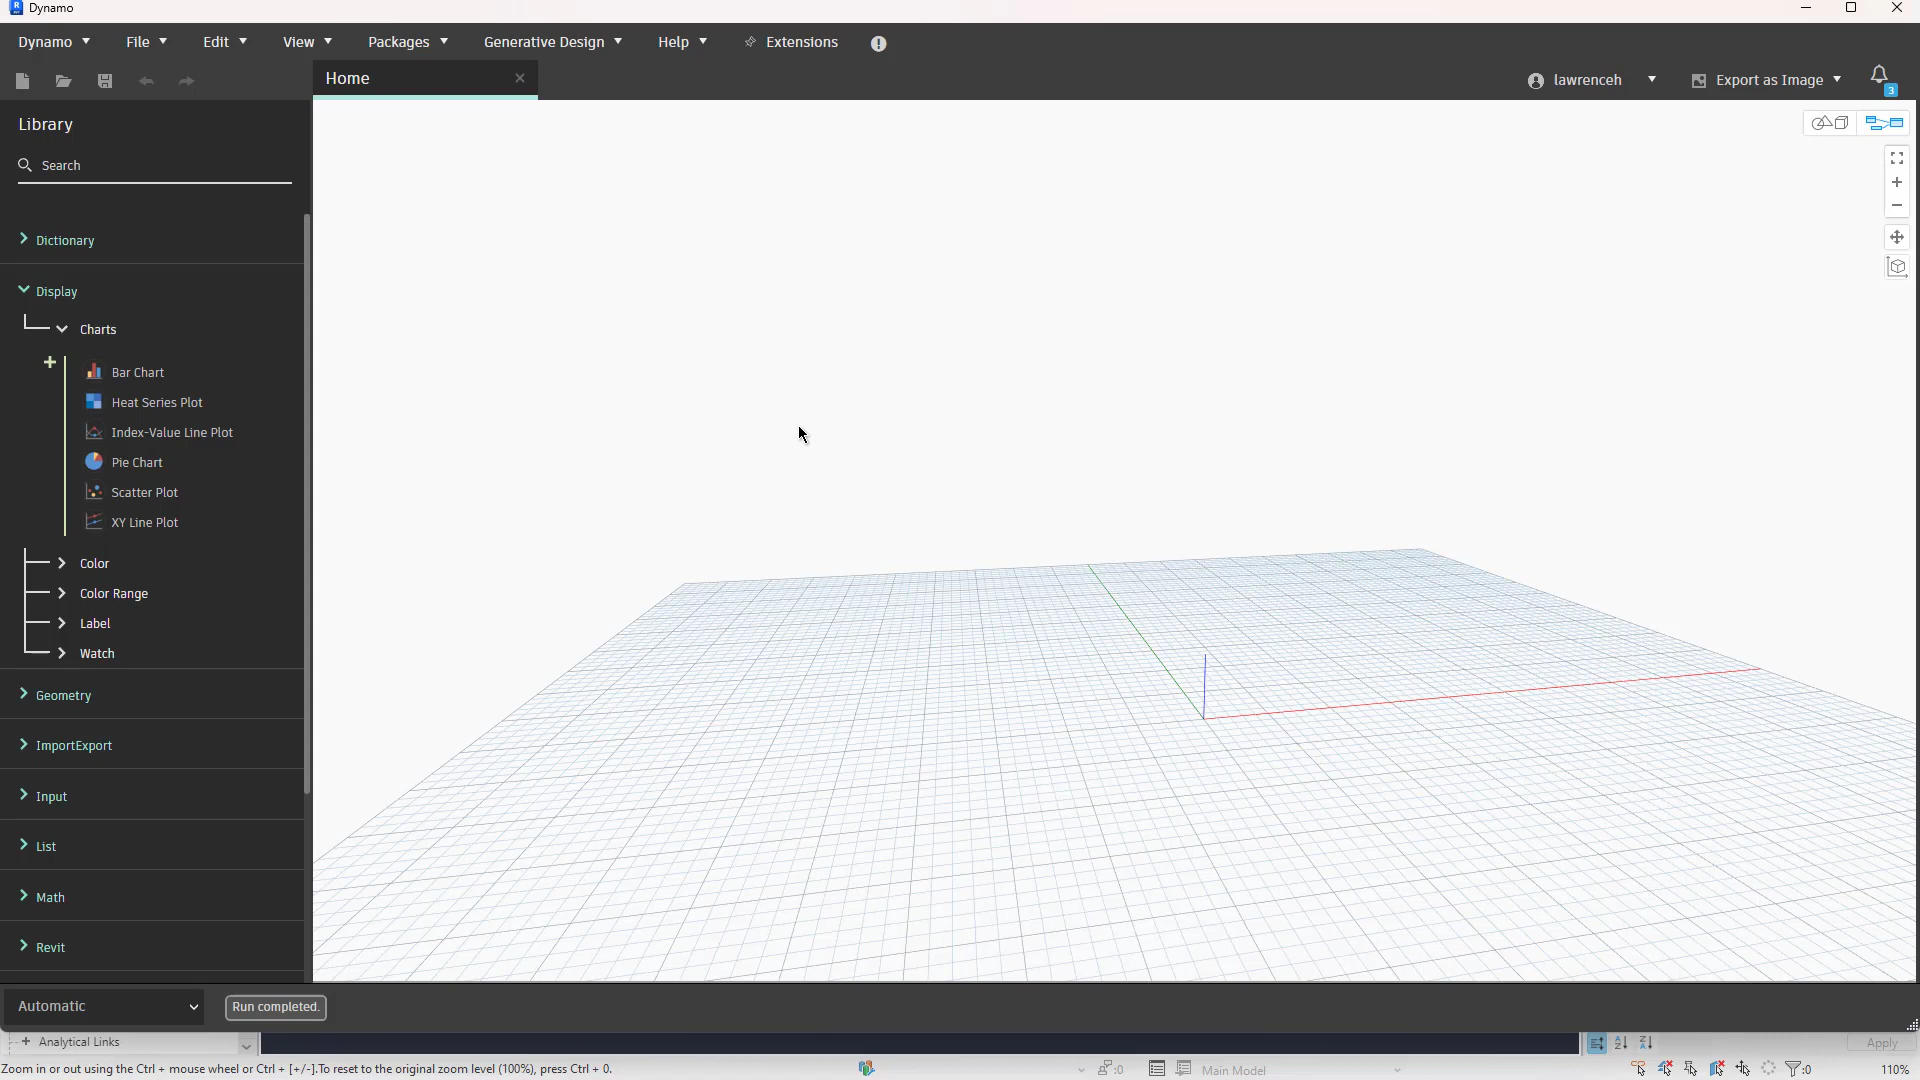 Dynamo
Dynamo File Edit View Packages Generative Design Help Extensions
Home
lawrenceh Export as Image
3
Library
Search
Dictionary
Display
Charts
Bar Chart
Heat Series Plot
Index-Value Line Plot
Pie Chart
Scatter Plot
XY Line Plot
Color
Color Range
Label
Watch
Geometry
ImportExport
Input
List
Math
Revit
Automatic Run completed.
Analytical Links
Apply
Zoom in or out using the Ctrl + mouse wheel or Ctrl + [+/-].To reset to the original zoom level (100%), press Ctrl + 0. :0 Main Model :0 110%